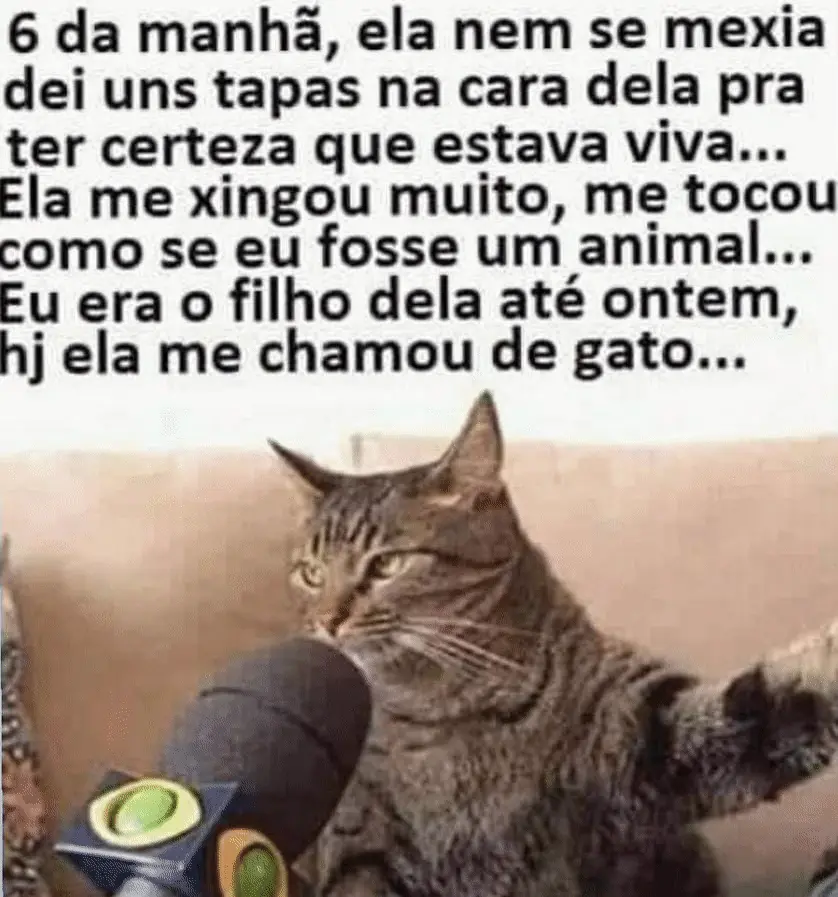 6 da manhã, ela nem se mexia
dei uns tapas na cara dela pra
ter certeza que estava viva...
Ela me xingou muito, me tocou
como se eu fosse um animal...
Eu era o filho dela até ontem,
hj ela me chamou de gato...